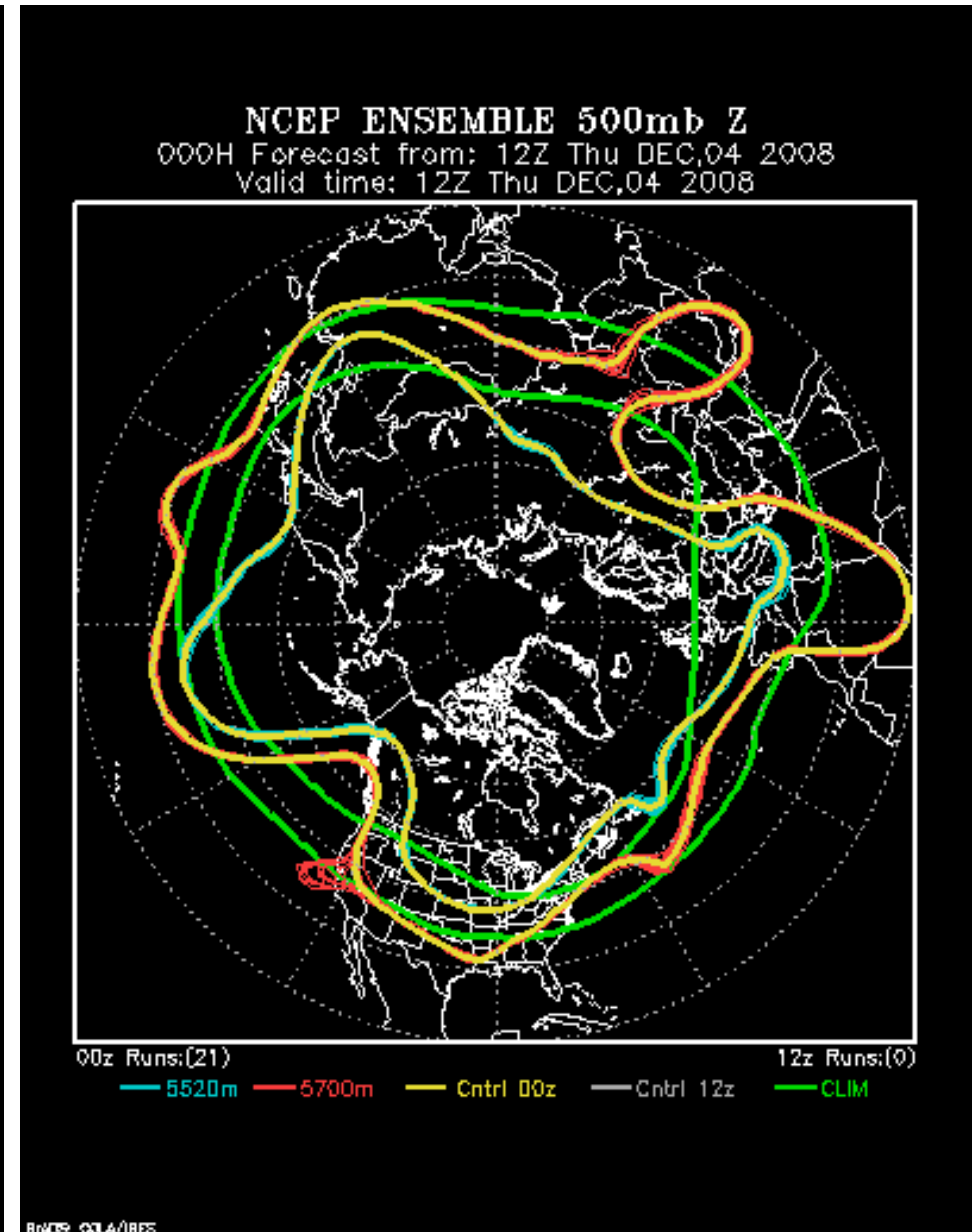 NCEP ENSEMBLE 500mb Z
000H Forecast from: 12Z Thu DEC,04 2008
Valid time: 12Z Thu DEC,04 2008
00z Runs:(21) 12z Runs:(0)
5520m 5700m Cntrl 00z Cntrl 12z CLIM